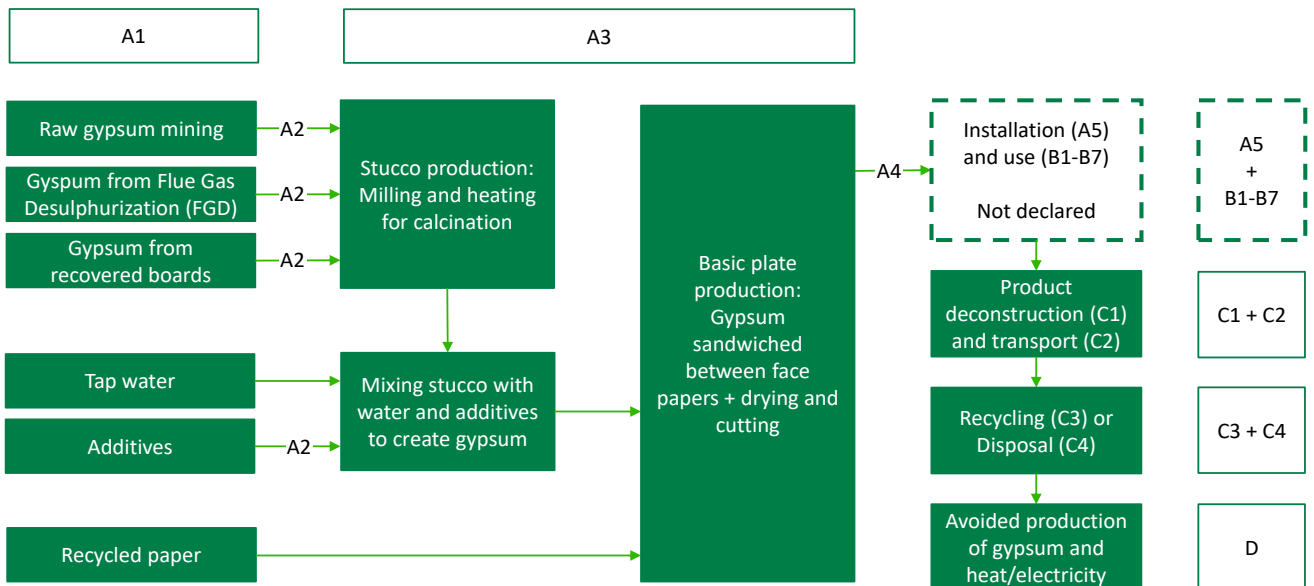 A1
A3
Raw gypsum mining
A2
Gyspum from Flue Gas
Desulphurization (FGD)
A2
Gypsum from
recovered boards
A2
Stucco production:
Milling and heating
for calcination
Tap water
Additives
A2
Mixing stucco with
water and additives
to create gypsum
Recycled paper
Basic plate
production:
Gypsum
sandwiched
between face
papers + drying and
cutting
A4
Installation (A5)
and use (B1-B7)
Not declared
A5
+
B1-B7
Product
deconstruction (C1)
and transport (C2)
C1 + C2
Recycling (C3) or
Disposal (C4)
C3 + C4
Avoided production
of gypsum and
heat/electricity
D